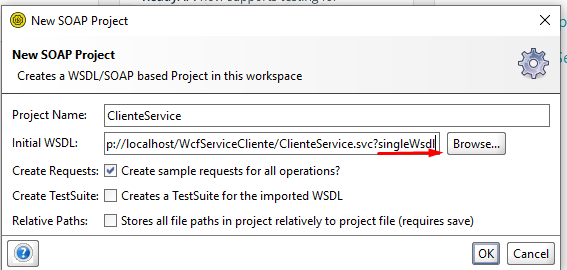 New SOAP Project
New SOAP Project
Creates a WSDL/SOAP based Project in this workspace
Project Name: ClienteService
Initial WSDL: p://localhost/WcfServiceCliente/ClienteService.svc?singleWsdl Browse...
Create Requests: Create sample requests for all operations?
Create TestSuite: Creates a TestSuite for the imported WSDL
Relative Paths: Stores all file paths in project relatively to project file (requires save)
? OK Cancel